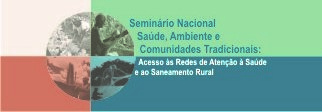 Seminário Nacional
Saúde, Ambiente e
Comunidades Tradicionais:
Acesso às Redes de Atenção à Saúde
e ao Saneamento Rural